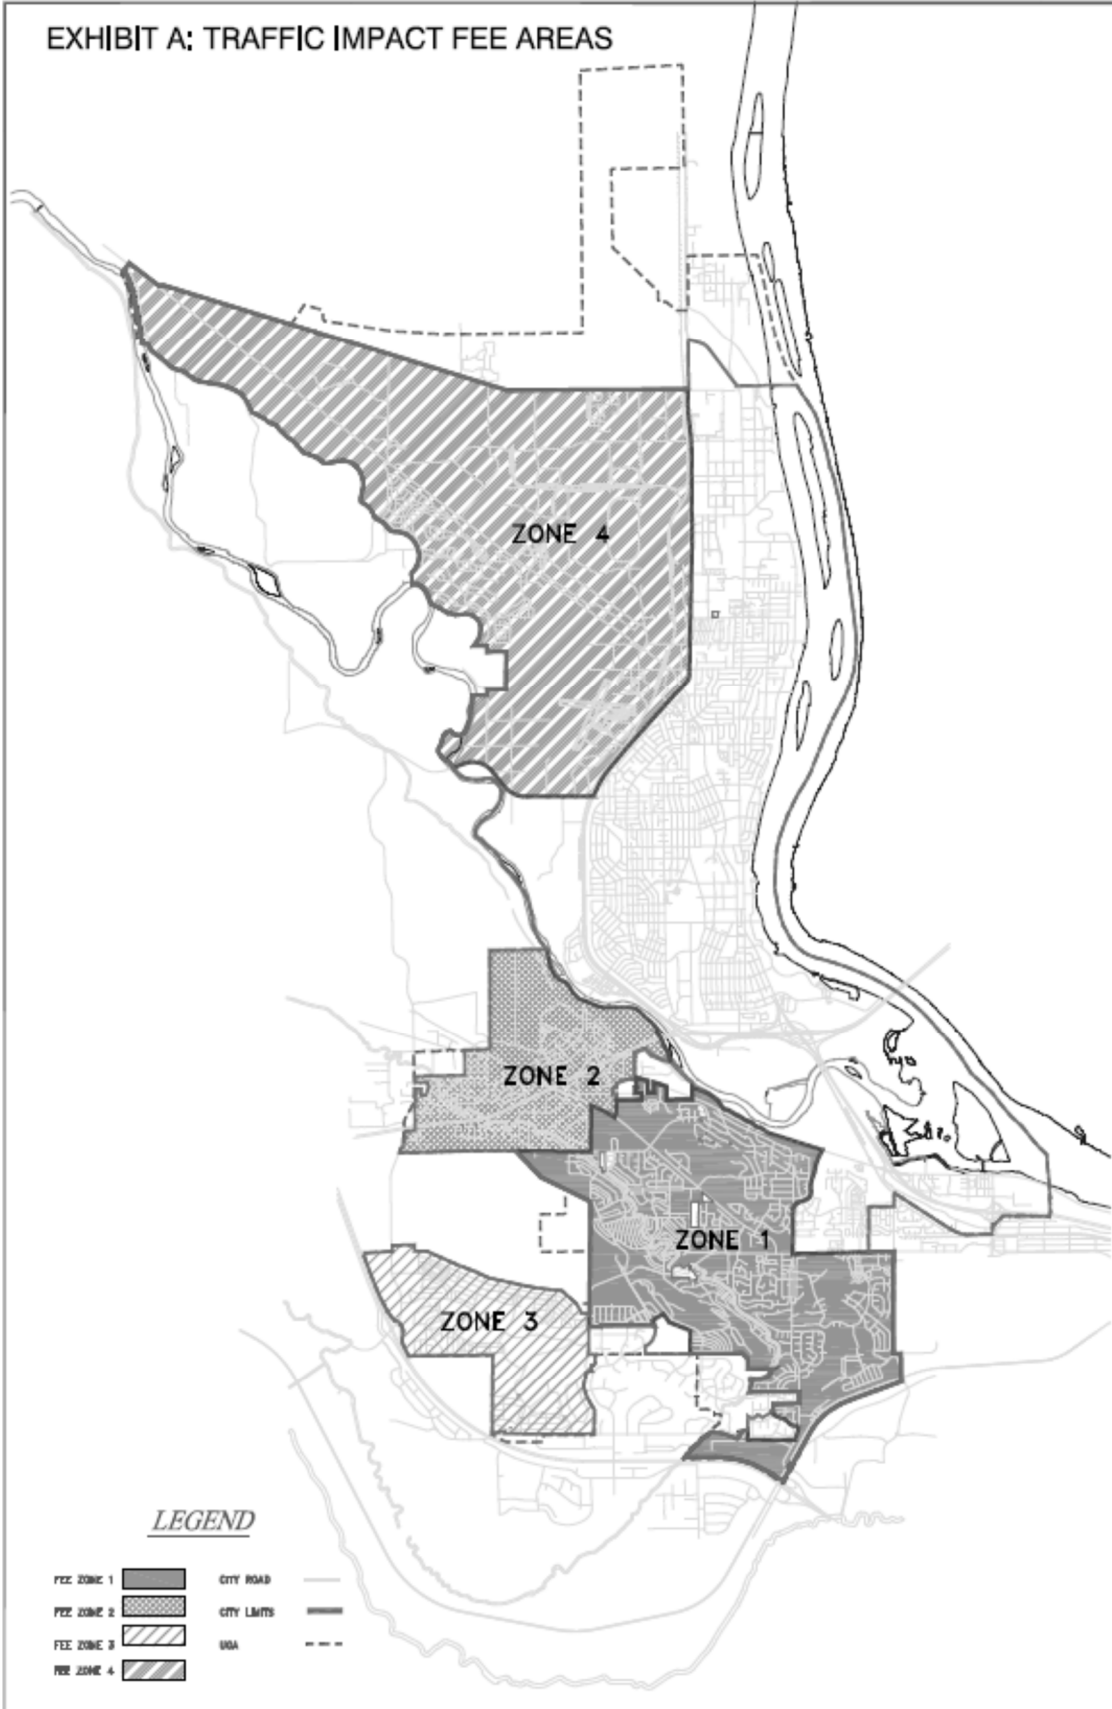 EXHIBIT A: TRAFFIC IMPACT FEE AREAS
ZONE 4
ZONE 2
ZONE 1
ZONE 3
LEGEND
FEE ZONE 1
CITY ROAD
FEE ZONE 2
CITY LIMITS
FEE ZONE 3
UGA
FEE ZONE 4